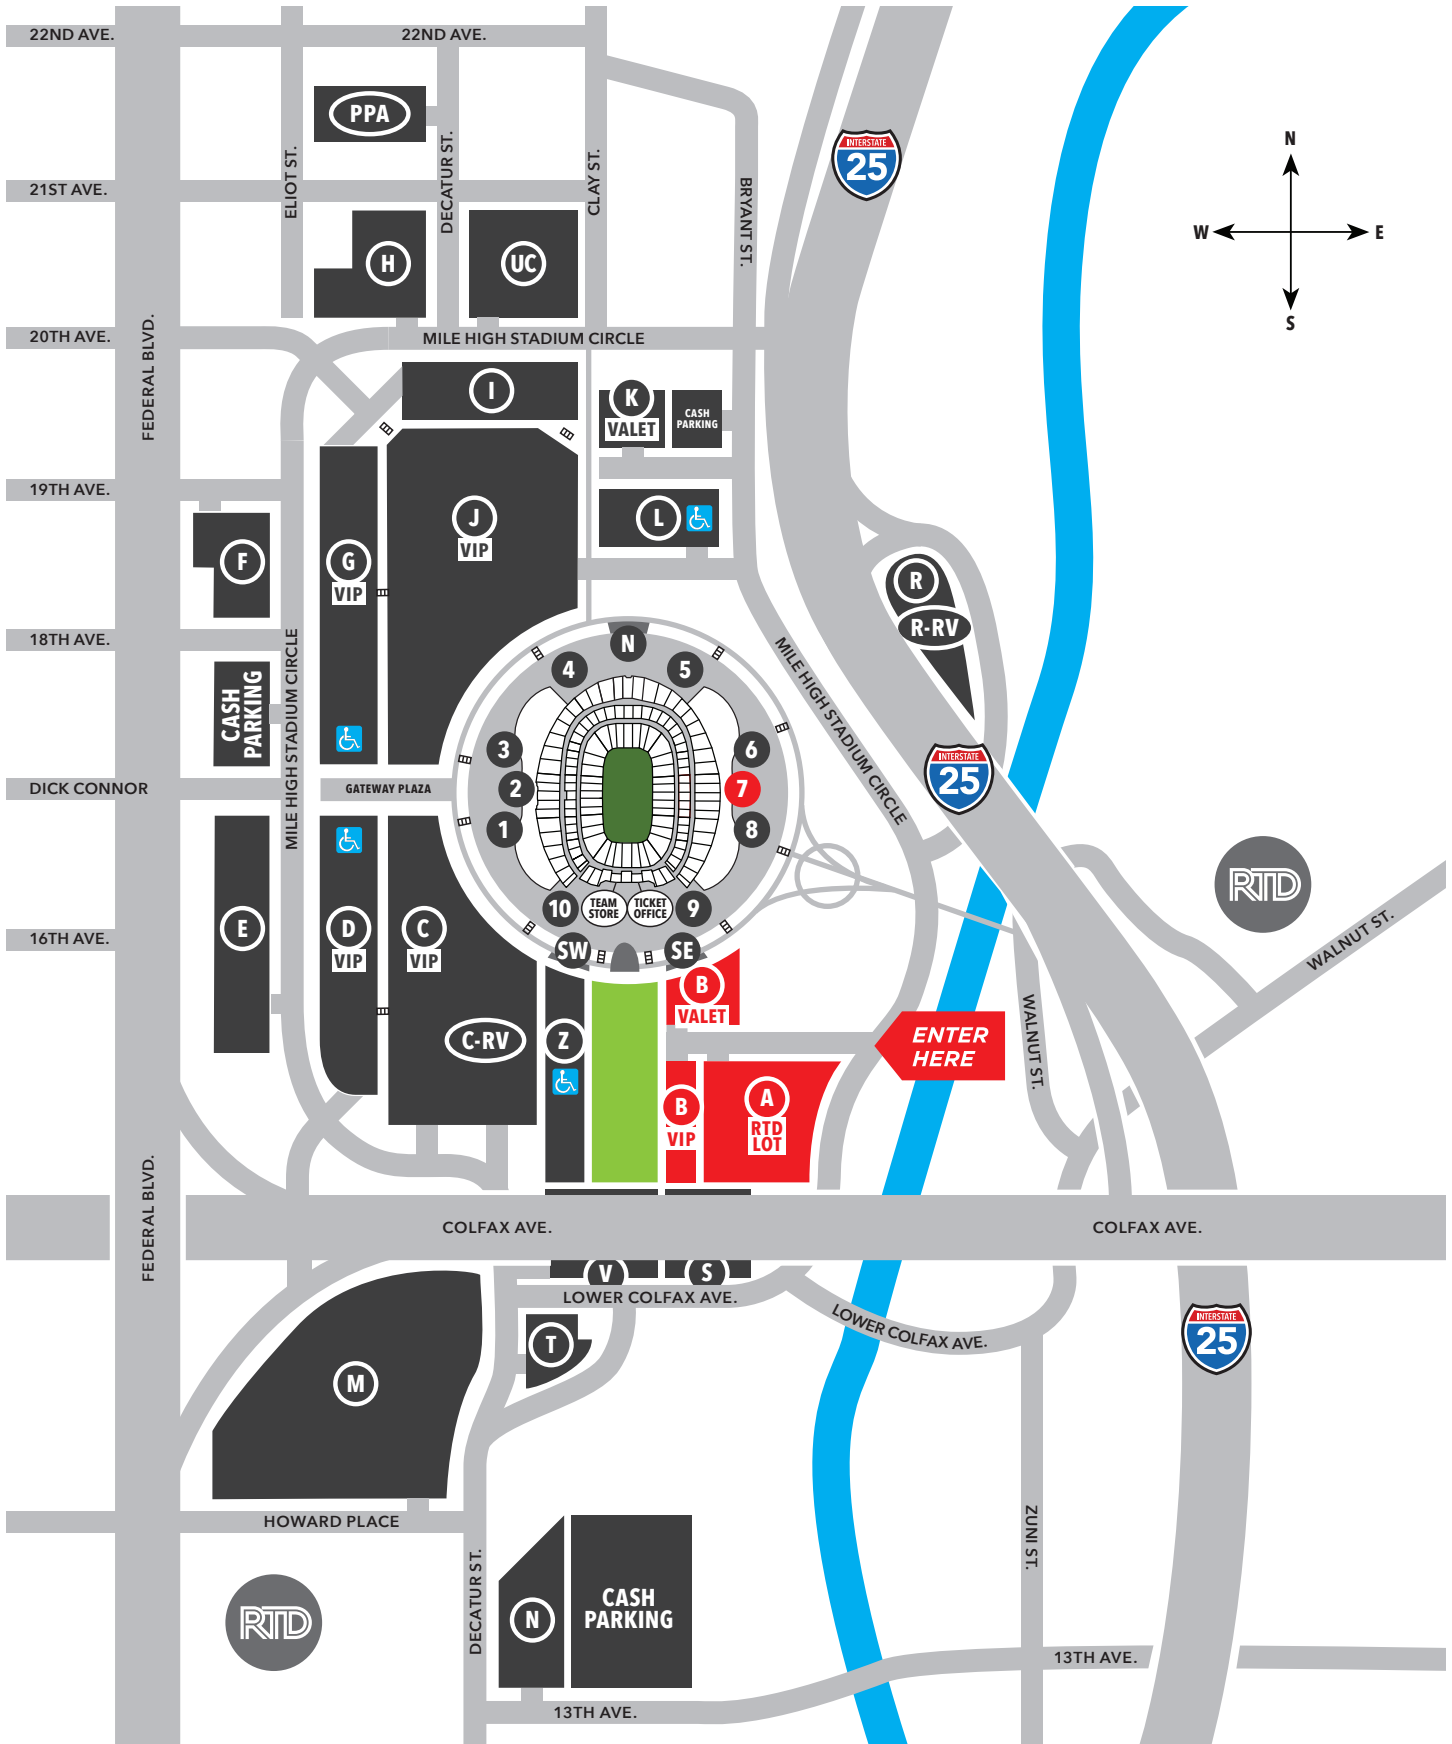 22ND AVE.
22ND AVE.
PPA
INTERSTATE
25
N
W
E
S
21ST AVE.
ELIOT ST.
DECATUR ST.
CLAY ST.
BRYANT ST.
H
UC
20TH AVE.
FEDERAL BLVD.
MILE HIGH STADIUM CIRCLE
I
K
VALET
CASH
PARKING
19TH AVE.
J
VIP
L
F
G
VIP
R
R-RV
18TH AVE.
MILE HIGH STADIUM CIRCLE
CASH
PARKING
N
4
5
3
6
2
7
1
8
MILE HIGH STADIUM CIRCLE
INTERSTATE
25
DICK CONNOR
GATEWAY PLAZA
10
TEAM
STORE
TICKET
OFFICE
9
SW
SE
RTD
WALNUT ST.
16TH AVE.
E
D
VIP
C
VIP
C-RV
Z
B
VALET
ENTER
HERE
WALNUT ST.
B
VIP
A
RTD
LOT
FEDERAL BLVD.
COLFAX AVE.
COLFAX AVE.
V
S
LOWER COLFAX AVE.
LOWER COLFAX AVE.
INTERSTATE
25
T
M
HOWARD PLACE
ZUNI ST.
DECATUR ST.
RTD
N
CASH
PARKING
13TH AVE.
13TH AVE.